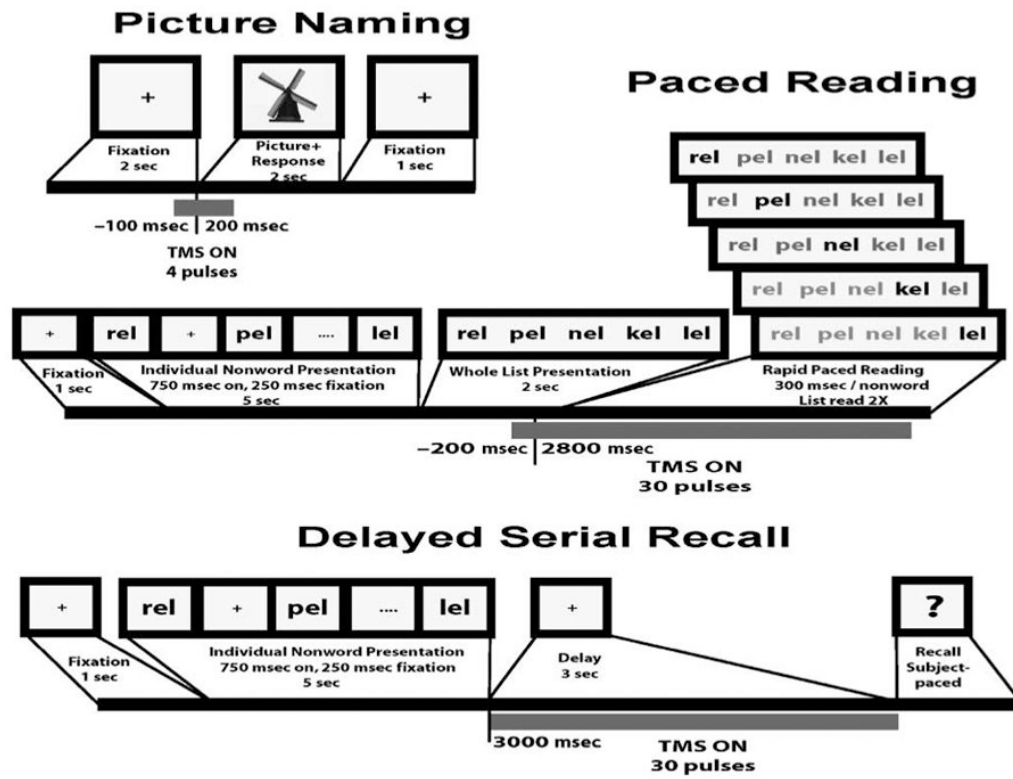 Picture Naming
+
+
Fixation
2 sec
Picture+
Response
2 sec
Fixation
1 sec
−100 msec
200 msec
TMS ON
4 pulses
Paced Reading
rel pel nel kel lel
rel pel nel kel lel
rel pel nel kel lel
rel pel nel kel lel
rel pel nel kel lel
+ rel + pel .... lel
rel pel nel kel lel
Fixation
1 sec
Individual Nonword Presentation
750 msec on, 250 msec fixation
5 sec
Whole List Presentation
2 sec
Rapid Paced Reading
300 msec / nonword
List read 2X
−200 msec
2800 msec
TMS ON
30 pulses
Delayed Serial Recall
+ rel + pel .... lel + ?
Fixation
1 sec
Individual Nonword Presentation
750 msec on, 250 msec fixation
5 sec
Delay
3 sec
Recall
Subject-
paced
3000 msec
TMS ON
30 pulses